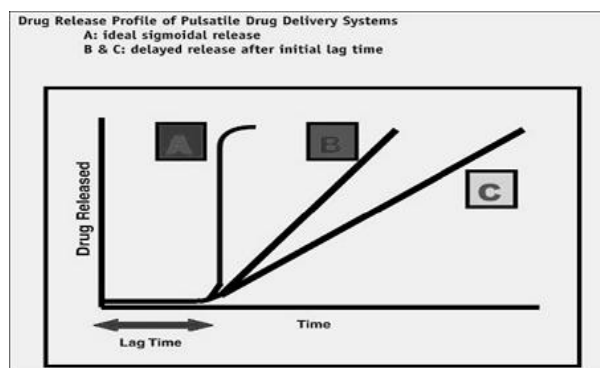 Drug Release Profile of Pulsatile Drug Delivery Systems
A: ideal sigmoidal release
B & C: delayed release after initial lag time
A
B
C
Drug Released
Time
Lag Time